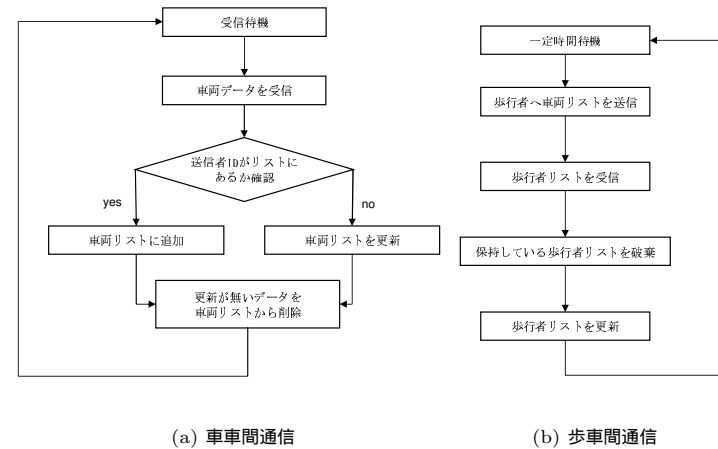 受信待機
車両データを受信
送信者IDがリストに
あるか確認
yes
no
車両リストに追加
車両リストを更新
更新が無いデータを
車両リストから削除
(a) 車車間通信
一定時間待機
歩行者へ車両リストを送信
歩行者リストを受信
保持している歩行者リストを破棄
歩行者リストを更新
(b) 歩車間通信